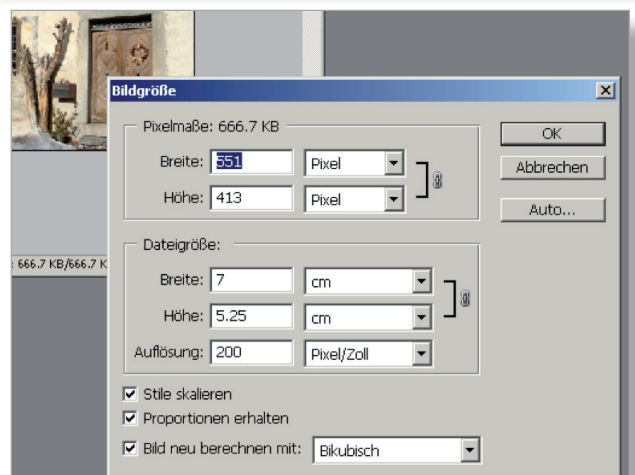 Bildgröße
Pixelmaße: 666.7 KB
OK
Breite: 551 Pixel
Abbrechen
Höhe: 413 Pixel
Auto...
Dateigröße:
: 666.7 KB/666.7 K
Breite: 7 cm
Höhe: 5.25 cm
Auflösung: 200 Pixel/Zoll
Stile skalieren
Proportionen erhalten
Bild neu berechnen mit: Bikubisch